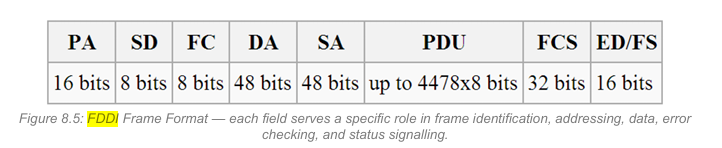 PA SD FC DA SA PDU FCS ED/FS
16 bits 8 bits 8 bits 48 bits 48 bits up to 4478x8 bits 32 bits 16 bits
Figure 8.5: FDDI Frame Format — each field serves a specific role in frame identification, addressing, data, error
checking, and status signalling.